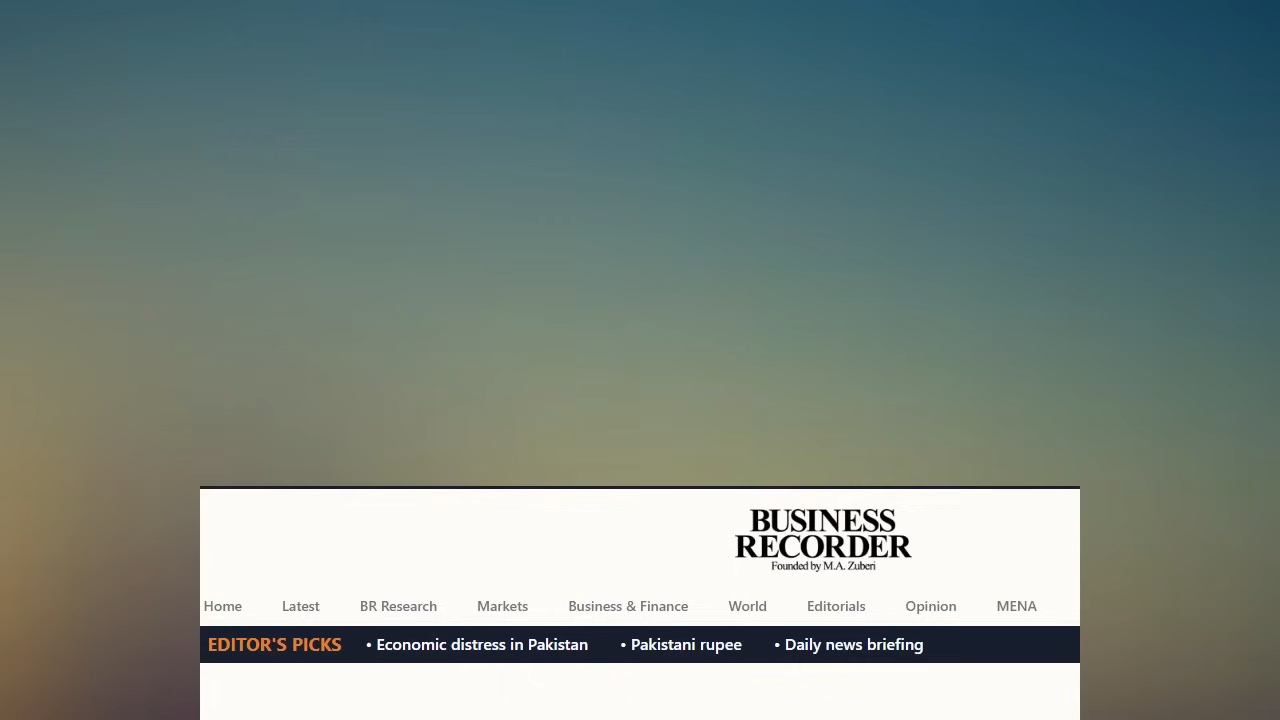 BUSINESS
RECORDER
Founded by M.A. Zuberi
Home Latest BR Research Markets Business & Finance World Editorials Opinion MENA
EDITOR'S PICKS • Economic distress in Pakistan • Pakistani rupee • Daily news briefing